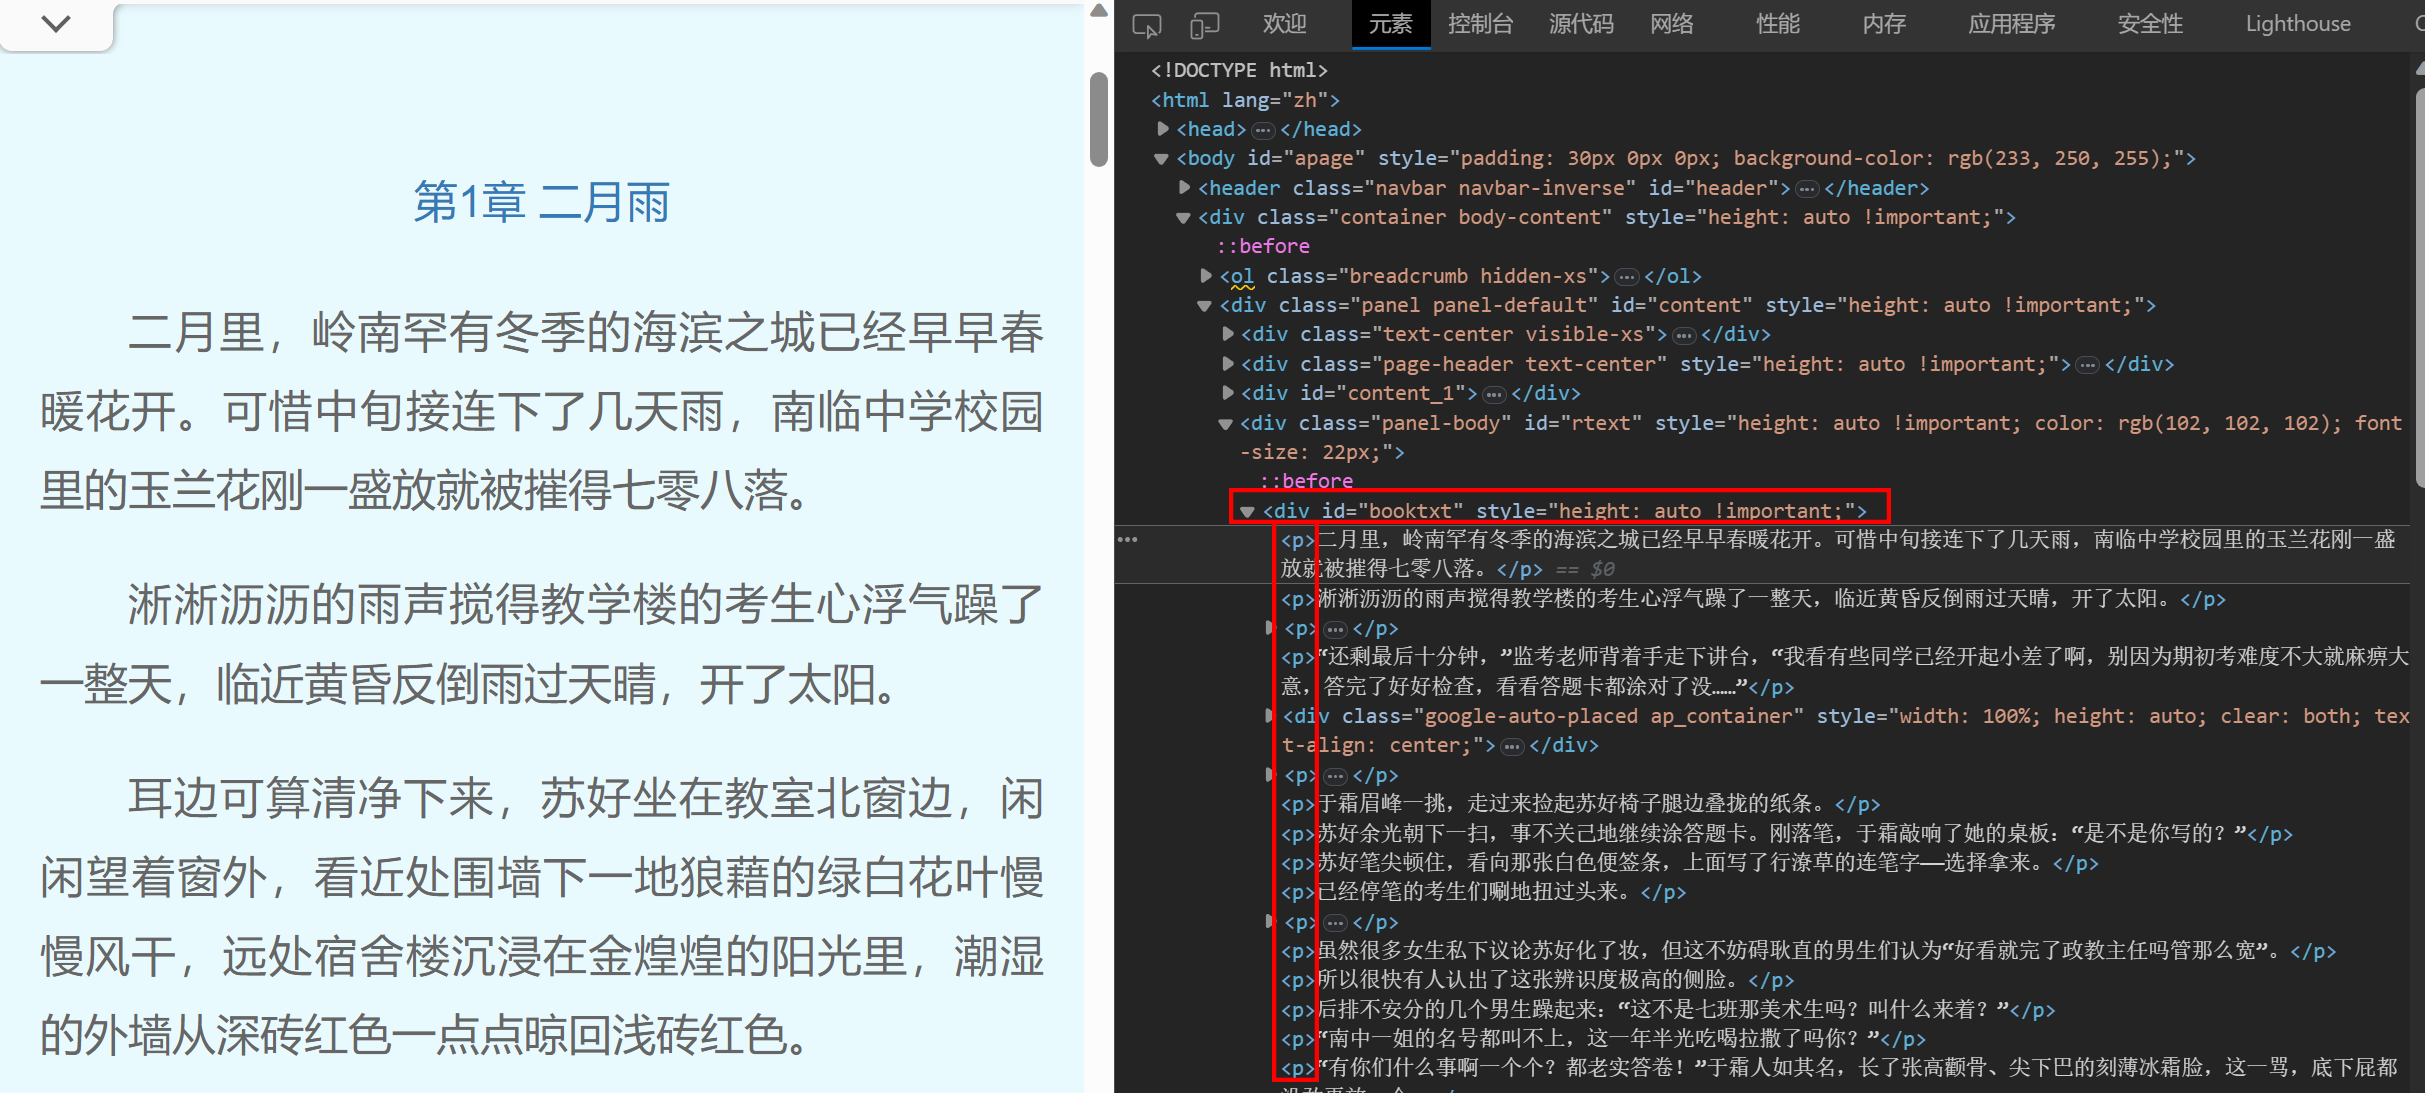 第1章 二月雨
二月里，岭南罕有冬季的海滨之城已经早早春
暖花开。可惜中旬接连下了几天雨，南临中学校园
里的玉兰花刚一盛放就被摧得七零八落。
淅淅沥沥的雨声搅得教学楼的考生心浮气躁了
一整天，临近黄昏反倒雨过天晴，开了太阳。
耳边可算清净下来，苏好坐在教室北窗边，闲
闲望着窗外，看近处围墙下一地狼藉的绿白花叶慢
慢风干，远处宿舍楼沉浸在金煌煌的阳光里，潮湿
的外墙从深砖红色一点点晾回浅砖红色。
欢迎 元素 控制台 源代码 网络 性能 内存 应用程序 安全性 Lighthouse
<!DOCTYPE html>
<html lang="zh">
<head>…</head>
<body id="apage" style="padding: 30px 0px 0px; background-color: rgb(233, 250, 255);">
<header class="navbar navbar-inverse" id="header">…</header>
<div class="container body-content" style="height: auto !important;">
::before
<ol class="breadcrumb hidden-xs">…</ol>
<div class="panel panel-default" id="content" style="height: auto !important;">
<div class="text-center visible-xs">…</div>
<div class="page-header text-center" style="height: auto !important;">…</div>
<div id="content_1">…</div>
<div class="panel-body" id="rtext" style="height: auto !important; color: rgb(102, 102, 102); font
-size: 22px;">
::before
<div id="booktxt" style="height: auto !important;">
<p>二月里，岭南罕有冬季的海滨之城已经早早春暖花开。可惜中旬接连下了几天雨，南临中学校园里的玉兰花刚一盛
放就被摧得七零八落。</p> == $0
<p>淅淅沥沥的雨声搅得教学楼的考生心浮气躁了一整天，临近黄昏反倒雨过天晴，开了太阳。</p>
<p>…</p>
<p>“还剩最后十分钟，”监考老师背着手走下讲台，“我看有些同学已经开起小差了啊，别因为期初考难度不大就麻痹大
意，答完了好好检查，看看答题卡都涂对了没……”</p>
<div class="google-auto-placed ap_container" style="width: 100%; height: auto; clear: both; tex
t-align: center;">…</div>
<p>…</p>
<p>于霜眉峰一挑，走过来捡起苏好椅子腿边叠拢的纸条。</p>
<p>苏好余光朝下一扫，事不关己地继续涂答题卡。刚落笔，于霜敲响了她的桌板：“是不是你写的？”</p>
<p>苏好笔尖顿住，看向那张白色便签条，上面写了行潦草的连笔字——选择拿来。</p>
<p>已经停笔的考生们唰地扭过头来。</p>
<p>…</p>
<p>虽然很多女生私下议论苏好化了妆，但这不妨碍耿直的男生们认为“好看就完了政教主任吗管那么宽”。</p>
<p>所以很快有人认出了这张辨识度极高的侧脸。</p>
<p>后排不安分的几个男生躁起来：“这不是七班那美术生吗？叫什么来着？”</p>
<p>“南中一姐的名号都叫不上，这一年半光吃喝拉撒了吗你？”</p>
<p>“有你们什么事啊一个个？都老实答卷！”于霜人如其名，长了张高颧骨、尖下巴的刻薄冰霜脸，这一骂，底下屁都